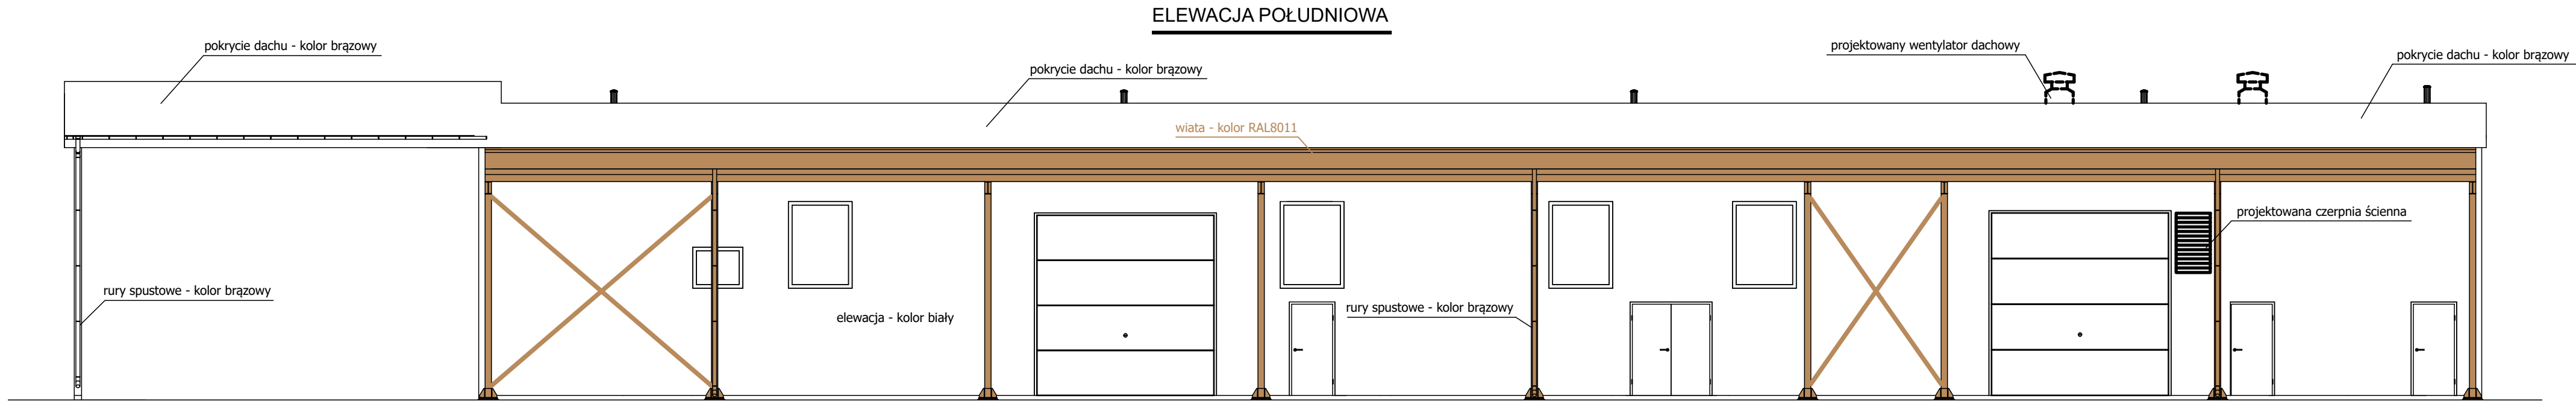 ELEWACJA POŁUDNIOWA
pokrycie dachu - kolor brązowy
projektowany wentylator dachowy
pokrycie dachu - kolor brązowy
pokrycie dachu - kolor brązowy
wiata - kolor RAL8011
projektowana czerpnia ścienna
rury spustowe - kolor brązowy
rury spustowe - kolor brązowy
elewacja - kolor biały